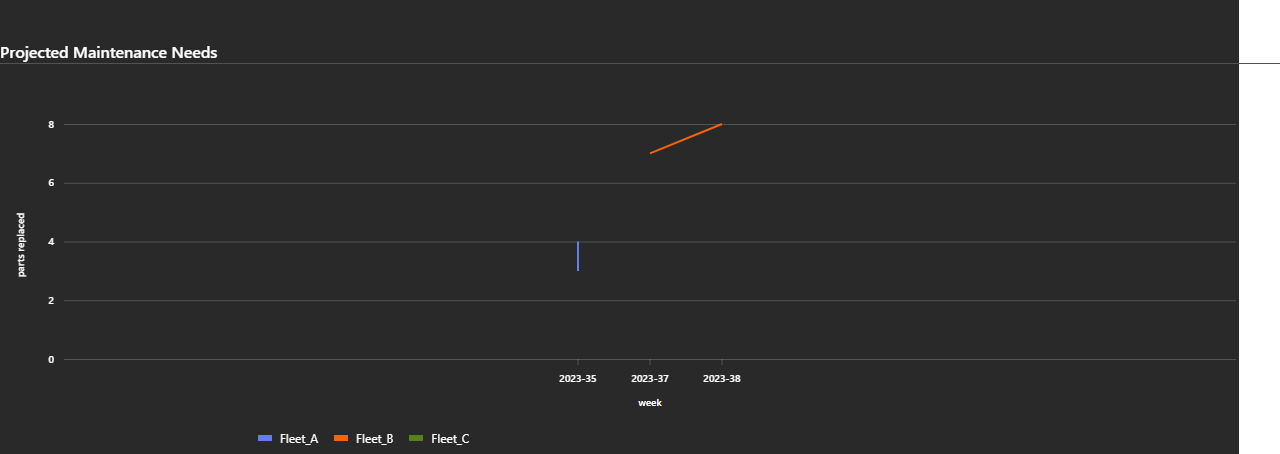 Projected Maintenance Needs
8
6
4
2
0
parts replaced
2023-35 2023-37 2023-38
week
Fleet_A Fleet_B Fleet_C